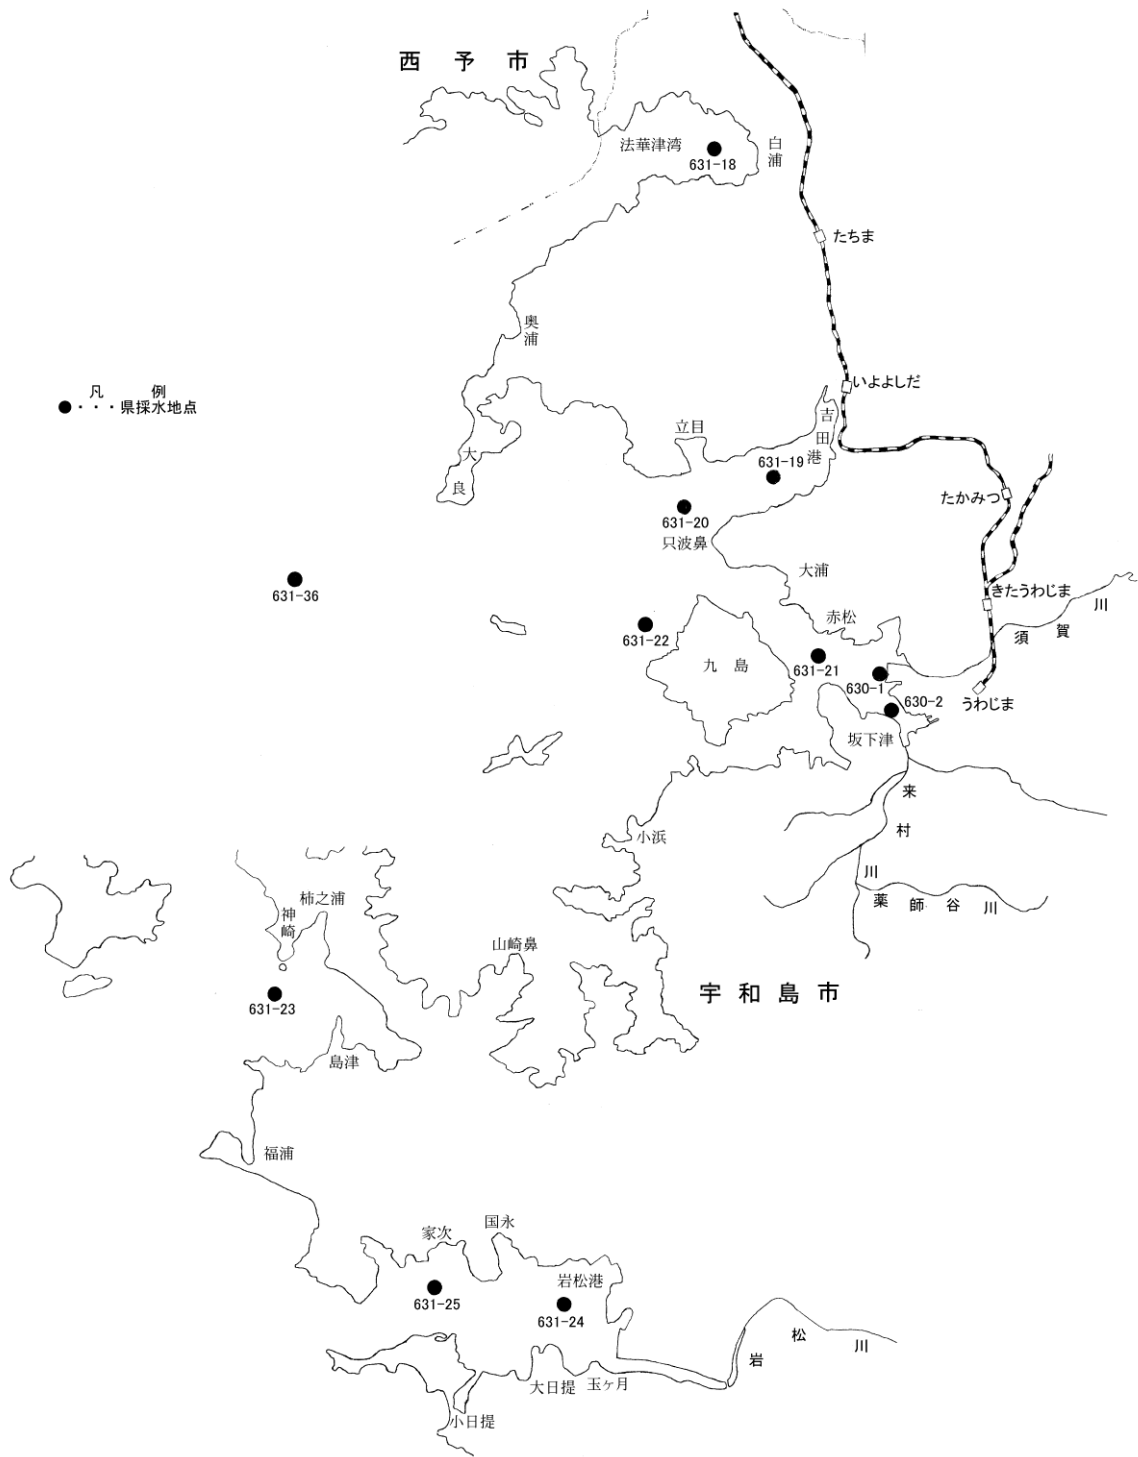 西予市
法華津湾
631-18
白浦
たちま
奥浦
凡例
●・・・県採水地点
いよよしだ
吉田港
立目
大良
631-19
たかみつ
631-20
只波鼻
大浦
631-36
きたうわじま
赤松
須賀川
631-22
九島
631-21
630-1
うわじま
630-2
坂下津
来村川
小浜
薬師谷川
柿之浦
神崎
山崎鼻
宇和島市
631-23
島津
福浦
家次
国永
岩松港
631-25
631-24
岩松川
大日提
玉ヶ月
小日提